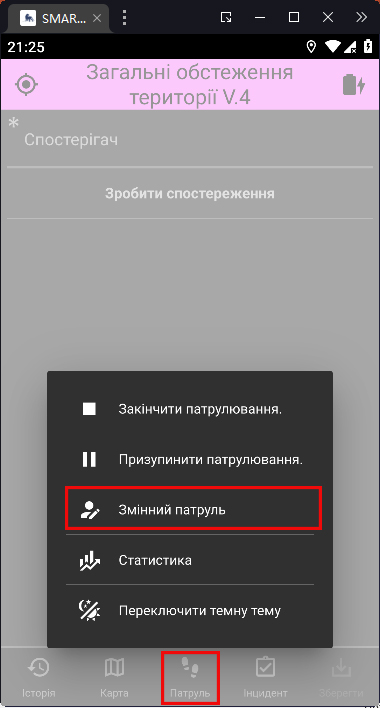 SMAR...
21:25
Загальні обстеження
території V.4
* Спостерігач
Зробити спостереження
Закінчити патрулювання.
Призупинити патрулювання.
Змінний патруль
Статистика
Переключити темну тему
Історія Карта Патруль Інцидент Зберегти